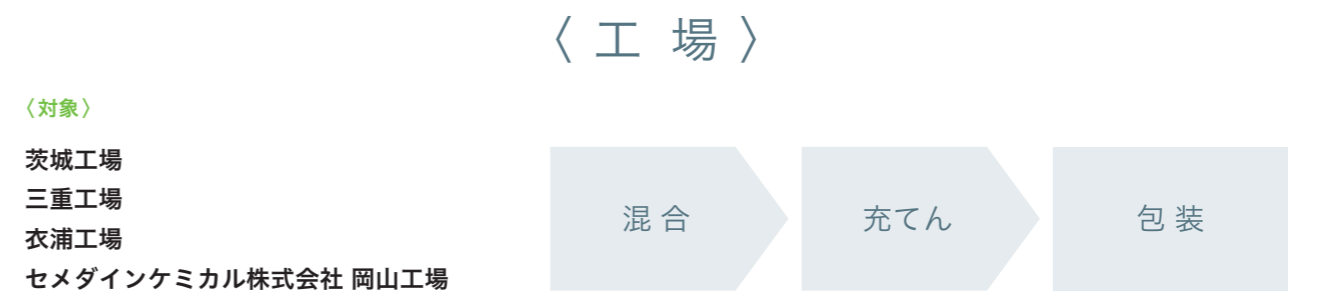 〈 工 場 〉
〈対象〉
茨城工場
三重工場
衣浦工場
セメダインケミカル株式会社 岡山工場
混 合
充てん
包 装